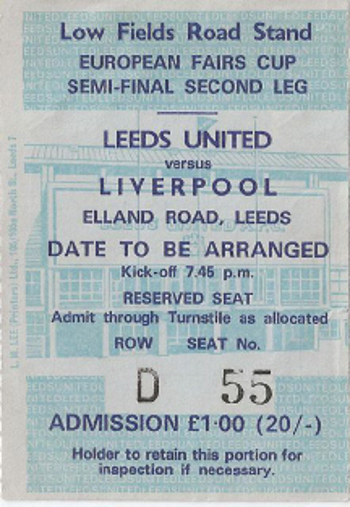 Low Fields Road Stand
EUROPEAN FAIRS CUP
SEMI-FINAL SECOND LEG
LEEDS UNITED
versus
LIVERPOOL
ELLAND ROAD, LEEDS
DATE TO BE ARRANGED
Kick-off 7.45 p.m.
RESERVED SEAT
Admit through Turnstile as allocated
ROW SEAT No.
D 55
ADMISSION £1·00 (20/-)
Holder to retain this portion for
inspection if necessary.